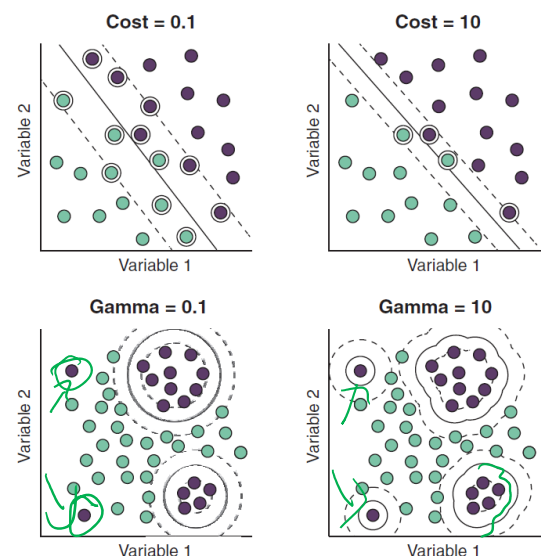 Cost = 0.1
Cost = 10
Variable 2
Variable 2
Variable 1
Variable 1
Gamma = 0.1
Gamma = 10
Variable 2
Variable 2
Variable 1
Variable 1